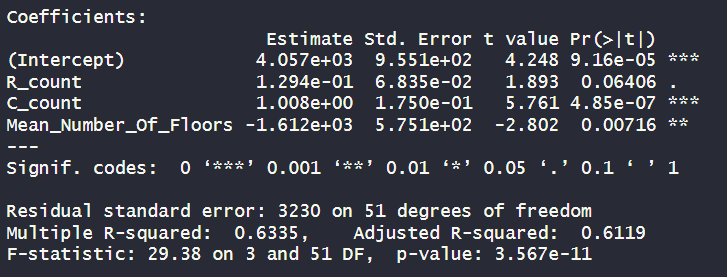 Coefficients:
Estimate Std. Error t value Pr(>|t|)
(Intercept) 4.057e+03 9.551e+02 4.248 9.16e-05 ***
R_count 1.294e-01 6.835e-02 1.893 0.06406 .
C_count 1.008e+00 1.750e-01 5.761 4.85e-07 ***
Mean_Number_Of_Floors -1.612e+03 5.751e+02 -2.802 0.00716 **
---
Signif. codes: 0 ‘***’ 0.001 ‘**’ 0.01 ‘*’ 0.05 ‘.’ 0.1 ‘ ’ 1
Residual standard error: 3230 on 51 degrees of freedom
Multiple R-squared: 0.6335, Adjusted R-squared: 0.6119
F-statistic: 29.38 on 3 and 51 DF, p-value: 3.567e-11